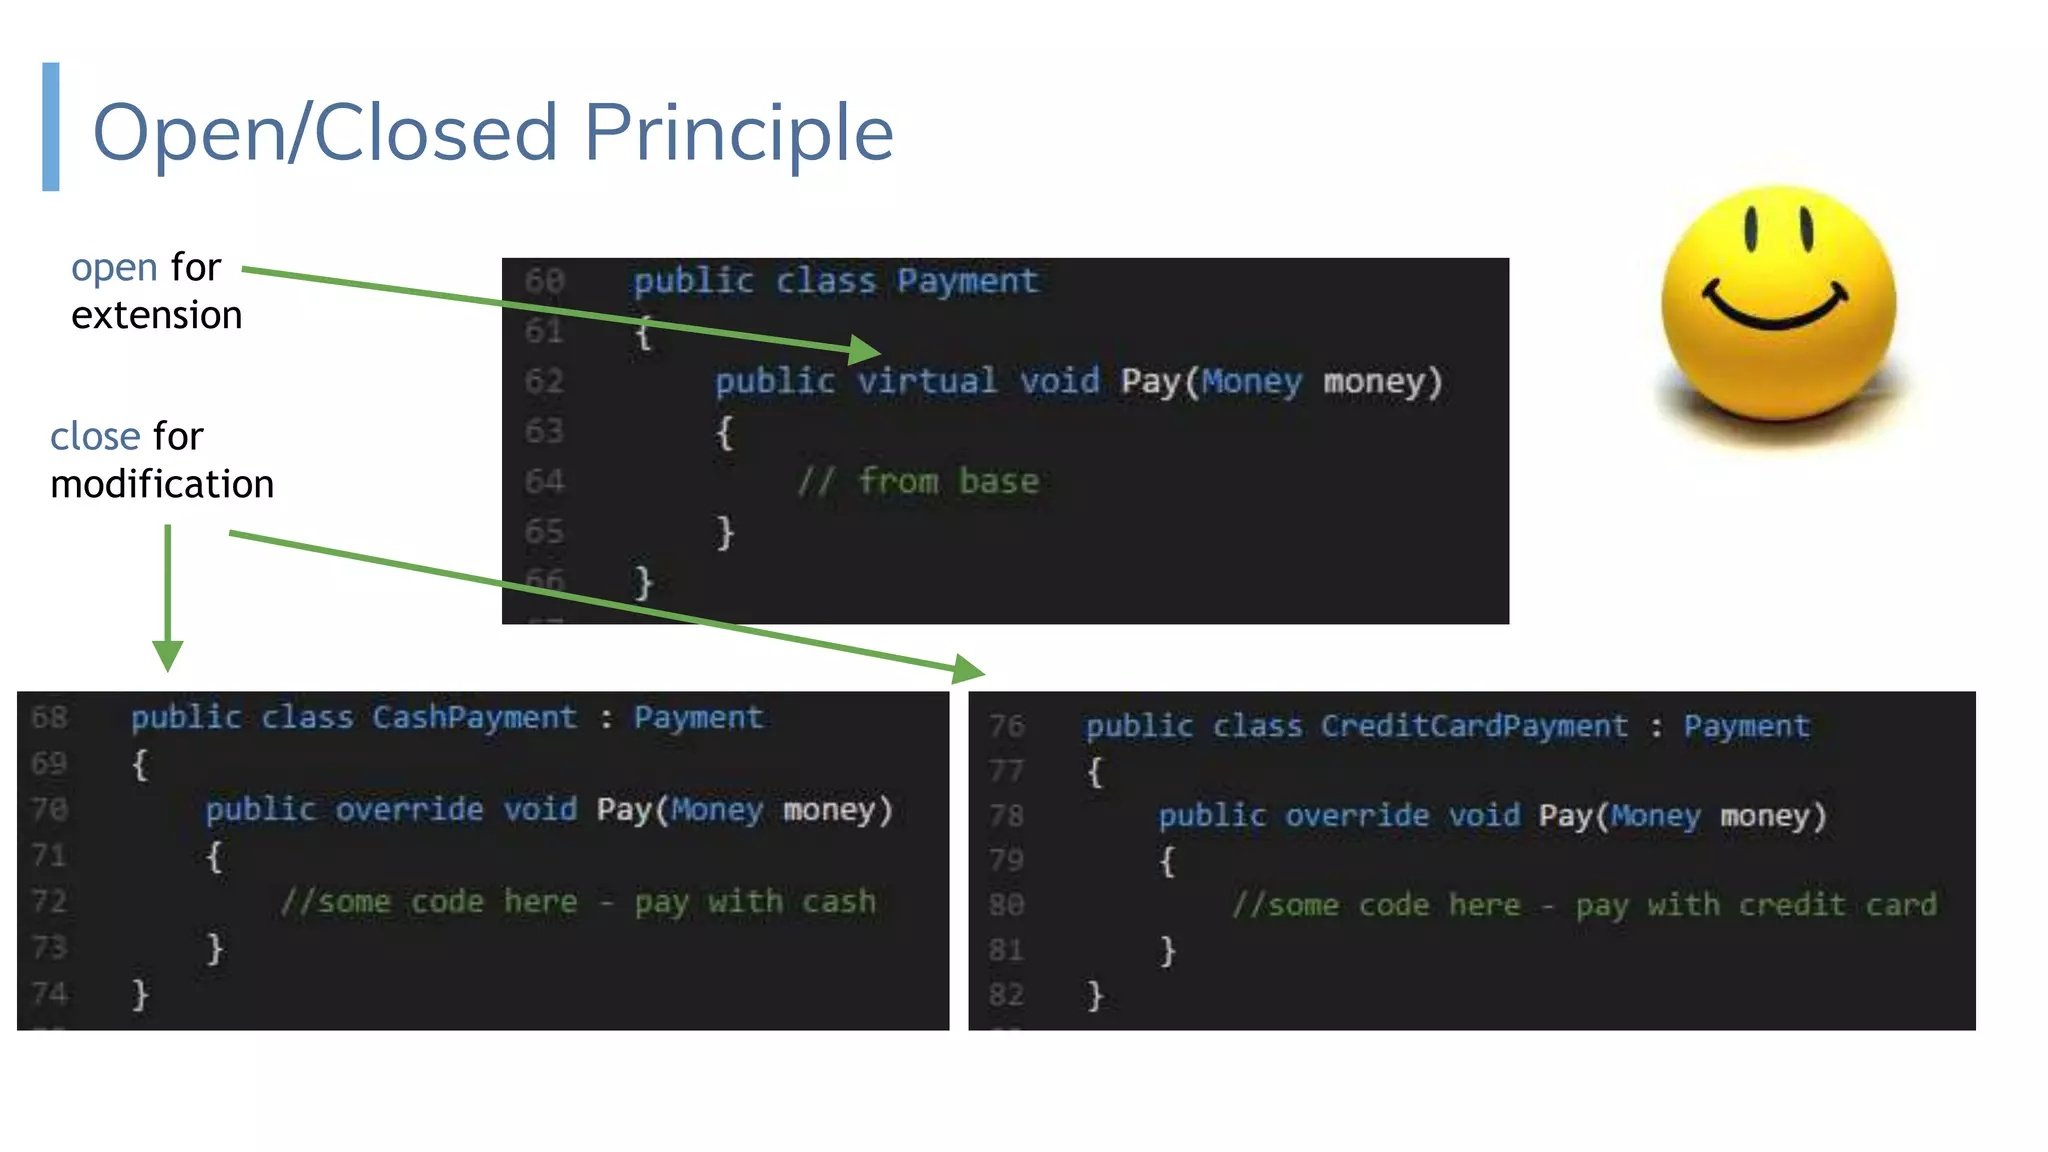 Open/Closed Principle
open for
extension
close for
modification
60 public class Payment
61 {
62 public virtual void Pay(Money money)
63 {
64 // from base
65 }
66 }
68 public class CashPayment : Payment
69 {
70 public override void Pay(Money money)
71 {
72 //some code here - pay with cash
73 }
74 }
76 public class CreditCardPayment : Payment
77 {
78 public override void Pay(Money money)
79 {
80 //some code here - pay with credit card
81 }
82 }